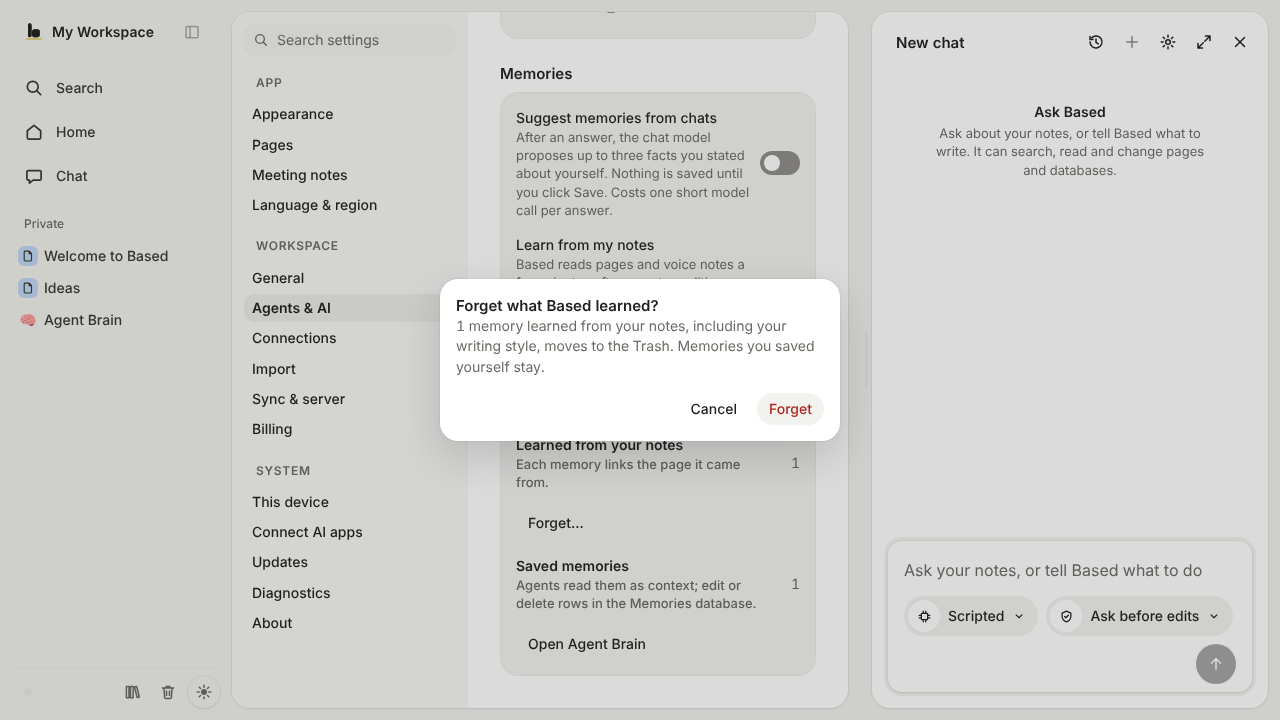 My Workspace
Search
Home
Chat
Private
Welcome to Based
Ideas
Agent Brain
Search settings
APP
Appearance
Pages
Meeting notes
Language & region
WORKSPACE
General
Agents & AI
Connections
Import
Sync & server
Billing
SYSTEM
This device
Connect AI apps
Updates
Diagnostics
About
Memories
Suggest memories from chats
After an answer, the chat model
proposes up to three facts you stated
about yourself. Nothing is saved until
you click Save. Costs one short model
call per answer.
Learn from my notes
Based reads pages and voice notes a
Forget what Based learned?
1 memory learned from your notes, including your
writing style, moves to the Trash. Memories you saved
yourself stay.
Cancel
Forget
Learned from your notes
Each memory links the page it came
from.
1
Forget...
Saved memories
Agents read them as context; edit or
delete rows in the Memories database.
1
Open Agent Brain
New chat
Ask Based
Ask about your notes, or tell Based what to
write. It can search, read and change pages
and databases.
Ask your notes, or tell Based what to do
Scripted
Ask before edits